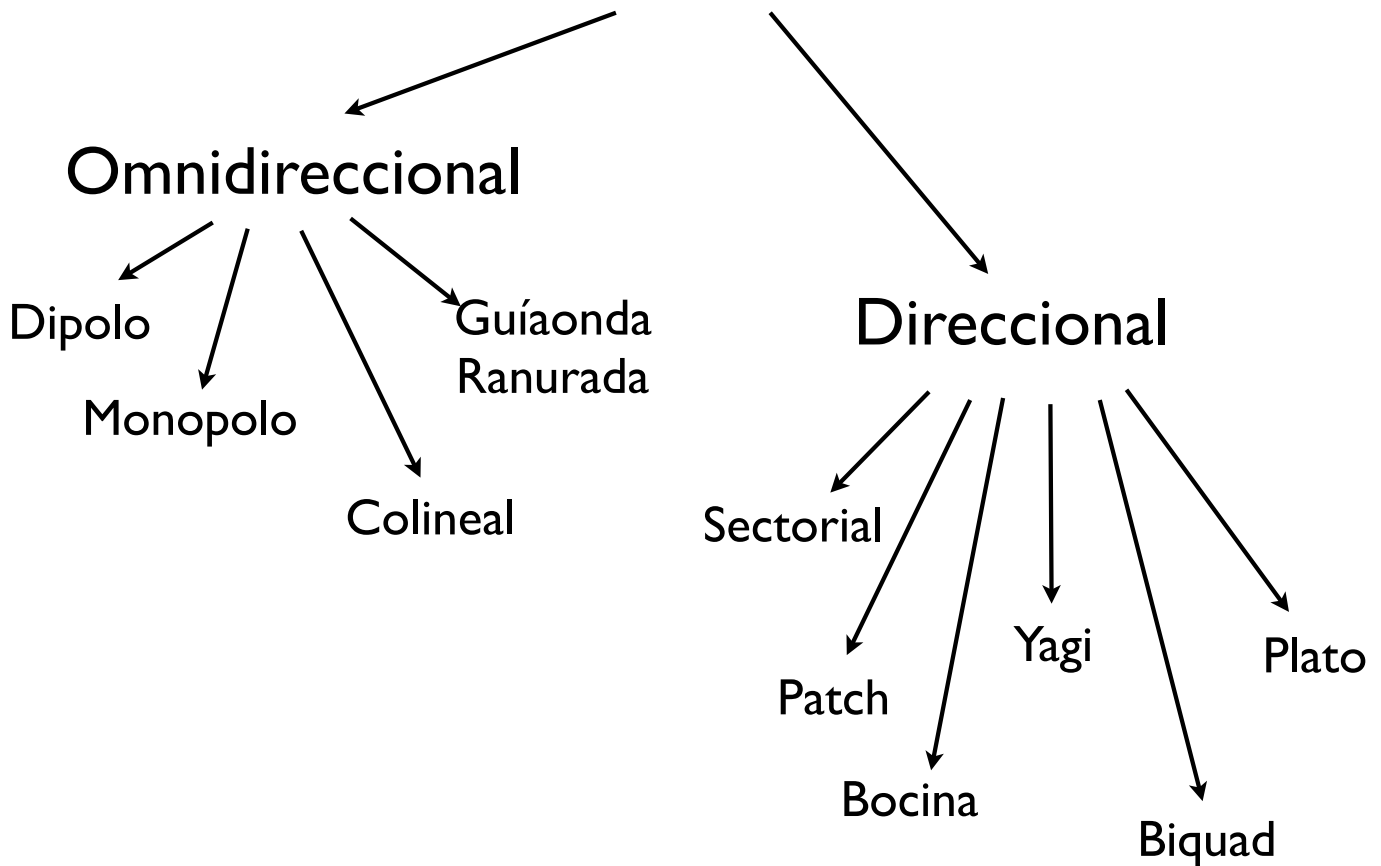 Omnidireccional
Dipolo
Monopolo
Colineal
Guíaonda
Ranurada
Direccional
Sectorial
Patch
Bocina
Yagi
Biquad
Plato